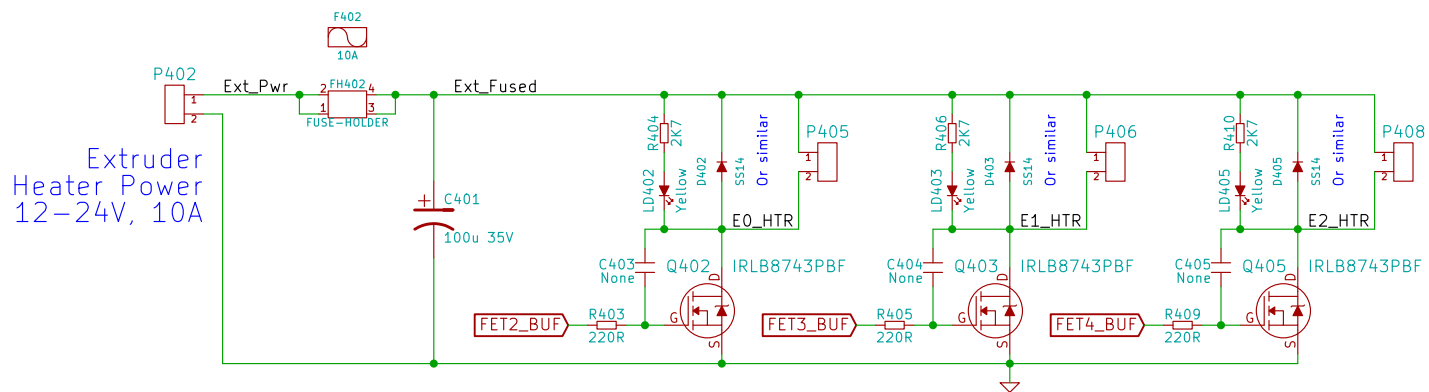 F402
10A
P402
1
2
Ext_Pwr
FH402
2
4
1
3
FUSE-HOLDER
Ext_Fused
Extruder
Heater Power
12-24V, 10A
C401
100u 35V
R404
2K7
LD402
Yellow
D402
SS14
Or similar
P405
1
2
E0_HTR
C403
None
Q402
IRLB8743PBF
D
G
S
FET2_BUF
R403
220R
R406
2K7
LD403
Yellow
D403
SS14
Or similar
P406
1
2
E1_HTR
C404
None
Q403
IRLB8743PBF
D
G
S
FET3_BUF
R405
220R
R410
2K7
LD405
Yellow
D405
SS14
Or similar
P408
1
2
E2_HTR
C405
None
Q405
IRLB8743PBF
D
G
S
FET4_BUF
R409
220R